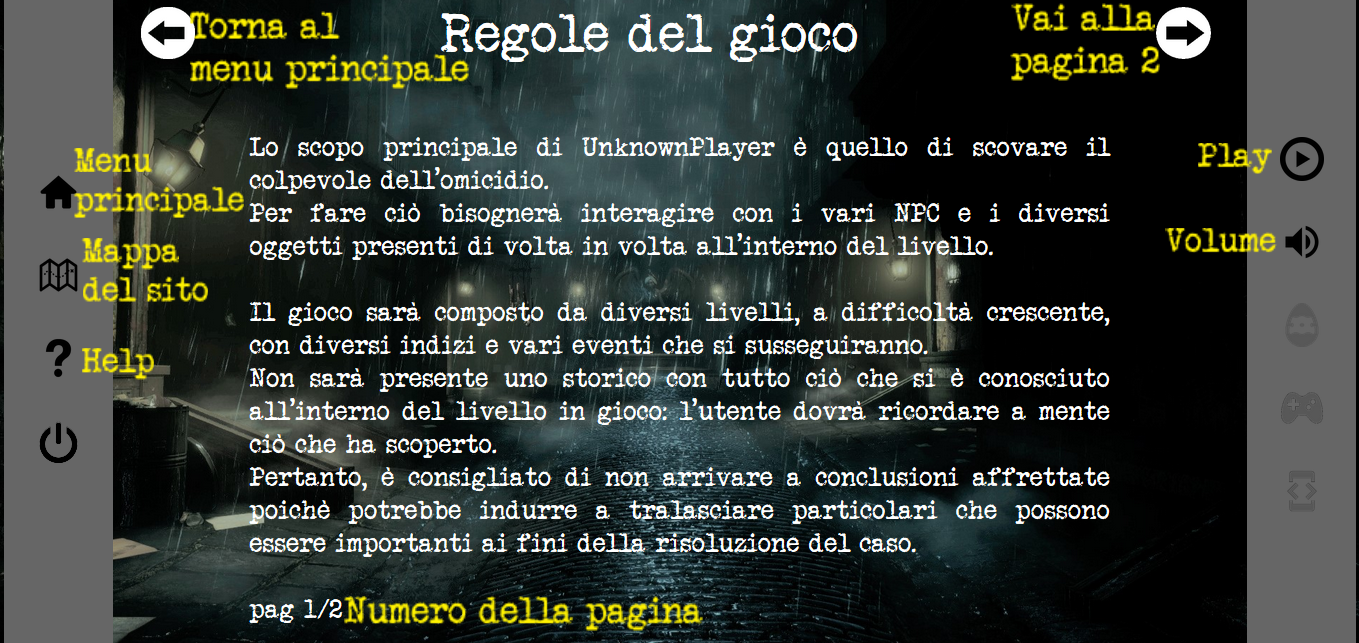 Torna al
menu principale
Regole del gioco
Vai alla
pagina 2
Menu
principale
Mappa
del sito
? Help
Play
Volume
Lo scopo principale di UnknownPlayer è quello di scovare il
colpevole dell'omicidio.
Per fare ciò bisognerà interagire con i vari NPC e i diversi
oggetti presenti di volta in volta all'interno del livello.
Il gioco sarà composto da diversi livelli, a difficoltà crescente,
con diversi indizi e vari eventi che si susseguiranno.
Non sarà presente uno storico con tutto ciò che si è conosciuto
all'interno del livello in gioco: l'utente dovrà ricordare a mente
ciò che ha scoperto.
Pertanto, è consigliato di non arrivare a conclusioni affrettate
poichè potrebbe indurre a tralasciare particolari che possono
essere importanti ai fini della risoluzione del caso.
pag 1/2 Numero della pagina